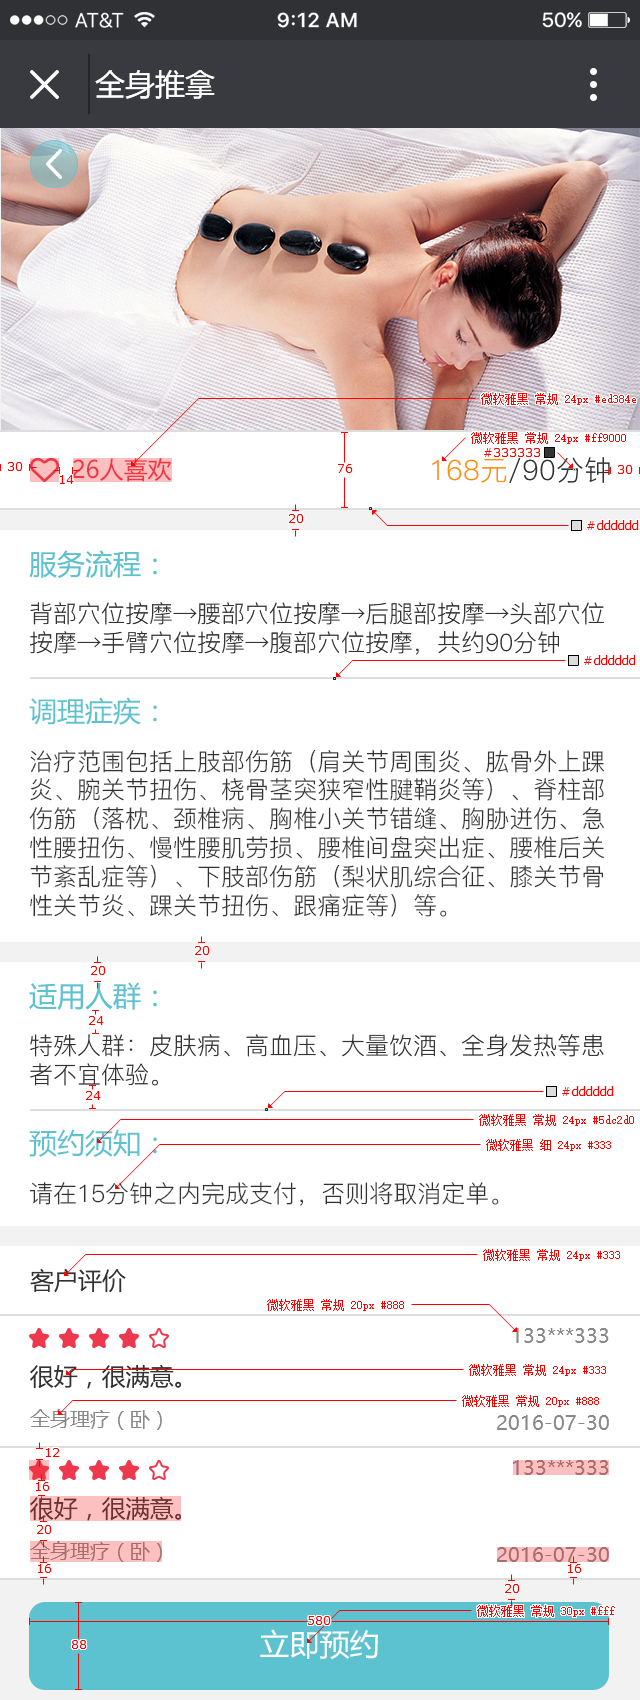 AT&T 9:12 AM 50%
全身推拿
微软雅黑 常规 24px #ed384e
微软雅黑 常规 24px #ff9000
#333333
30 14 26人喜欢 76 168元/90分钟 30
20 #dddddd
服务流程：
背部穴位按摩→腰部穴位按摩→后腿部按摩→头部穴位
按摩→手臂穴位按摩→腹部穴位按摩，共约90分钟
#dddddd
调理症疾：
治疗范围包括上肢部伤筋（肩关节周围炎、肱骨外上踝
炎、腕关节扭伤、桡骨茎突狭窄性腱鞘炎等）、脊柱部
伤筋（落枕、颈椎病、胸椎小关节错缝、胸胁迸伤、急
性腰扭伤、慢性腰肌劳损、腰椎间盘突出症、腰椎后关
节紊乱症等）、下肢部伤筋（梨状肌综合征、膝关节骨
性关节炎、踝关节扭伤、跟痛症等）等。
20
20
适用人群：
24
特殊人群：皮肤病、高血压、大量饮酒、全身发热等患
者不宜体验。
24 #dddddd
微软雅黑 常规 24px #5dc2d0
预约须知：
微软雅黑 细 24px #333
请在15分钟之内完成支付，否则将取消定单。
微软雅黑 常规 24px #333
客户评价
微软雅黑 常规 20px #888
133***333
微软雅黑 常规 24px #333
很好，很满意。
微软雅黑 常规 20px #888
全身理疗（卧）
2016-07-30
12
133***333
16
很好，很满意。
20
全身理疗（卧）
2016-07-30
16 16
20
微软雅黑 常规 30px #fff
580
88 立即预约